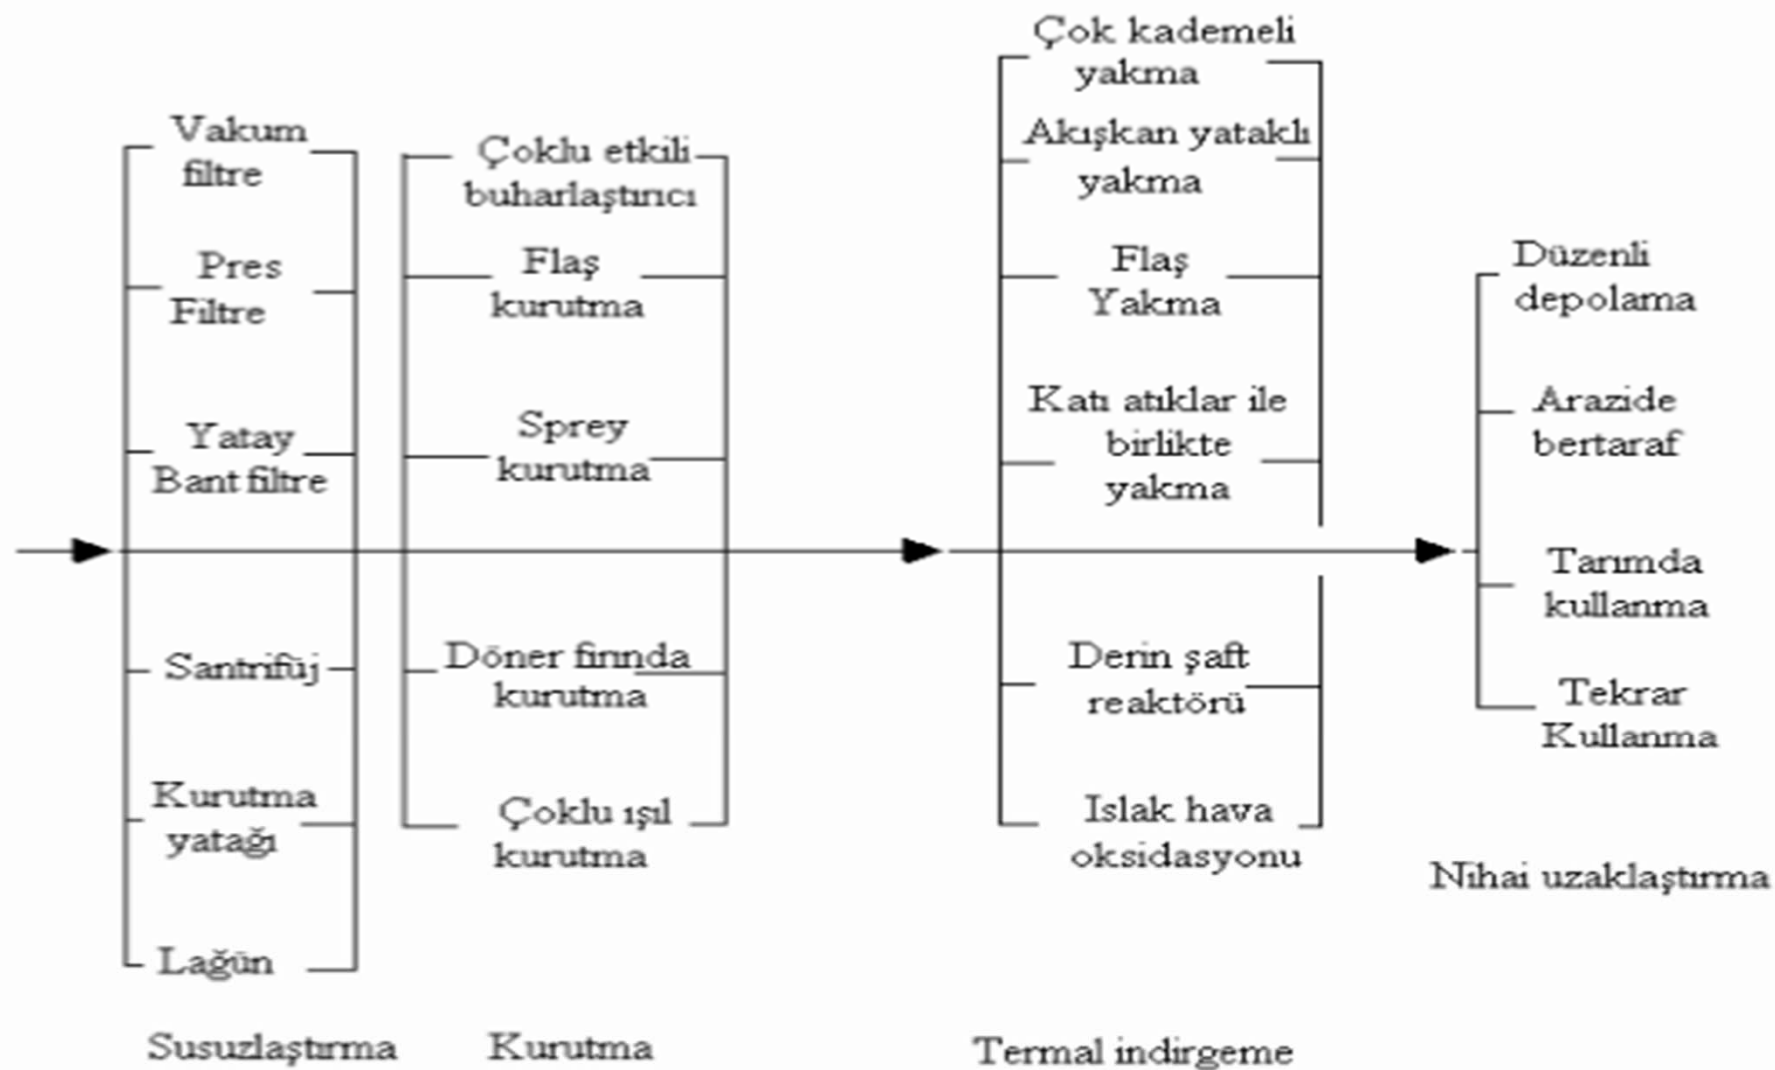 Vakum
filtre
Pres
Filtre
Yatay
Bant filtre
Santrifüj
Kurutma
yatağı
Lağün
Susuzlaştırma
Çoklu etkili
buharlaştırıcı
Flaş
kurutma
Sprey
kurutma
Döner fırında
kurutma
Çoklu ışıl
kurutma
Kurutma
Çok kademeli
yakma
Akışkan yataklı
yakma
Flaş
Yakma
Katı atıklar ile
birlikte
yakma
Derin şaft
reaktörü
Islak hava
oksidasyonu
Termal indirgeme
Düzenli
depolama
Arazide
bertaraf
Tarımda
kullanma
Tekrar
Kullanma
Nihai uzaklaştırma